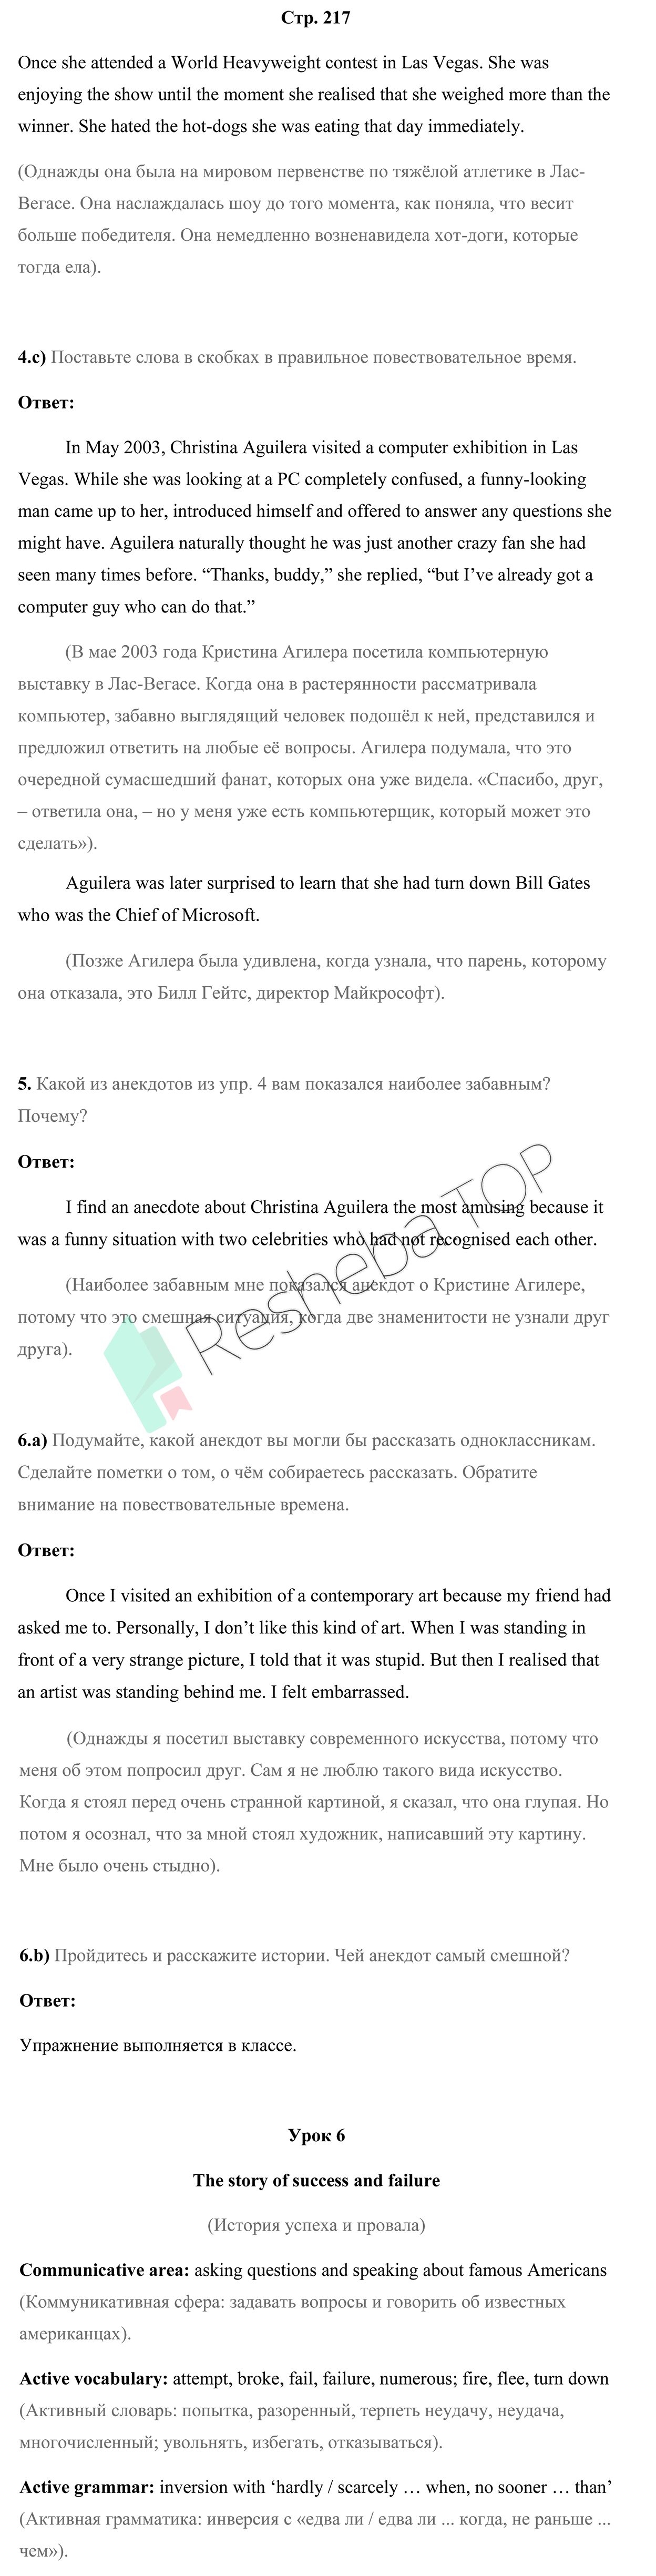 Стр. 217
Once she attended a World Heavyweight contest in Las Vegas. She was
enjoying the show until the moment she realised that she weighed more than the
winner. She hated the hot-dogs she was eating that day immediately.
(Однажды она была на мировом первенстве по тяжёлой атлетике в Лас-
Вегасе. Она наслаждалась шоу до того момента, как поняла, что весит
больше победителя. Она немедленно возненавидела хот-доги, которые
тогда ела).
4.c) Поставьте слова в скобках в правильное повествовательное время.
Ответ:
In May 2003, Christina Aguilera visited a computer exhibition in Las
Vegas. While she was looking at a PC completely confused, a funny-looking
man came up to her, introduced himself and offered to answer any questions she
might have. Aguilera naturally thought he was just another crazy fan she had
seen many times before. “Thanks, buddy,” she replied, “but I’ve already got a
computer guy who can do that.”
(В мае 2003 года Кристина Агилера посетила компьютерную
выставку в Лас-Вегасе. Когда она в растерянности рассматривала
компьютер, забавно выглядящий человек подошёл к ней, представился и
предложил ответить на любые её вопросы. Агилера подумала, что это
очередной сумасшедший фанат, которых она уже видела. «Спасибо, друг,
– ответила она, – но у меня уже есть компьютерщик, который может это
сделать»).
Aguilera was later surprised to learn that she had turn down Bill Gates
who was the Chief of Microsoft.
(Позже Агилера была удивлена, когда узнала, что парень, которому
она отказала, это Билл Гейтс, директор Майкрософт).
5. Какой из анекдотов из упр. 4 вам показался наиболее забавным?
Почему?
Ответ:
I find an anecdote about Christina Aguilera the most amusing because it
was a funny situation with two celebrities who had not recognised each other.
(Наиболее забавным мне показался анекдот о Кристине Агилере,
потому что это смешная ситуация, когда две знаменитости не узнали друг
друга).
Resheba.TOP
6.a) Подумайте, какой анекдот вы могли бы рассказать одноклассникам.
Сделайте пометки о том, о чём собираетесь рассказать. Обратите
внимание на повествовательные времена.
Ответ:
Once I visited an exhibition of a contemporary art because my friend had
asked me to. Personally, I don’t like this kind of art. When I was standing in
front of a very strange picture, I told that it was stupid. But then I realised that
an artist was standing behind me. I felt embarrassed.
(Однажды я посетил выставку современного искусства, потому что
меня об этом попросил друг. Сам я не люблю такого вида искусство.
Когда я стоял перед очень странной картиной, я сказал, что она глупая. Но
потом я осознал, что за мной стоял художник, написавший эту картину.
Мне было очень стыдно).
6.b) Пройдитесь и расскажите истории. Чей анекдот самый смешной?
Ответ:
Упражнение выполняется в классе.
Урок 6
The story of success and failure
(История успеха и провала)
Communicative area: asking questions and speaking about famous Americans
(Коммуникативная сфера: задавать вопросы и говорить об известных
американцах).
Active vocabulary: attempt, broke, fail, failure, numerous; fire, flee, turn down
(Активный словарь: попытка, разоренный, терпеть неудачу, неудача,
многочисленный; увольнять, избегать, отказываться).
Active grammar: inversion with ‘hardly / scarcely … when, no sooner … than’
(Активная грамматика: инверсия с «едва ли / едва ли ... когда, не раньше ...
чем»).